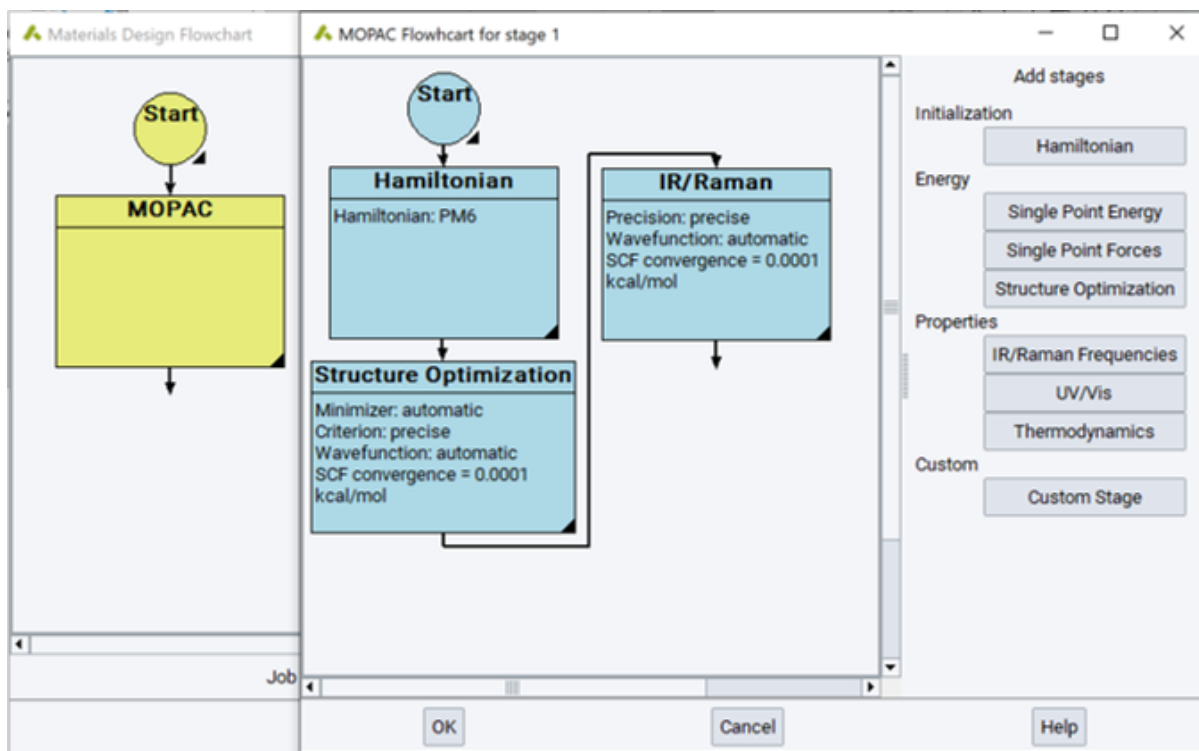 Materials Design Flowchart
Start
MOPAC
Job
MOPAC Flowhcart for stage 1
Start
Hamiltonian
Hamiltonian: PM6
Structure Optimization
Minimizer: automatic
Criterion: precise
Wavefunction: automatic
SCF convergence = 0.0001
kcal/mol
IR/Raman
Precision: precise
Wavefunction: automatic
SCF convergence = 0.0001
kcal/mol
Add stages
Initialization
Hamiltonian
Energy
Single Point Energy
Single Point Forces
Structure Optimization
Properties
IR/Raman Frequencies
UV/Vis
Thermodynamics
Custom
Custom Stage
OK
Cancel
Help